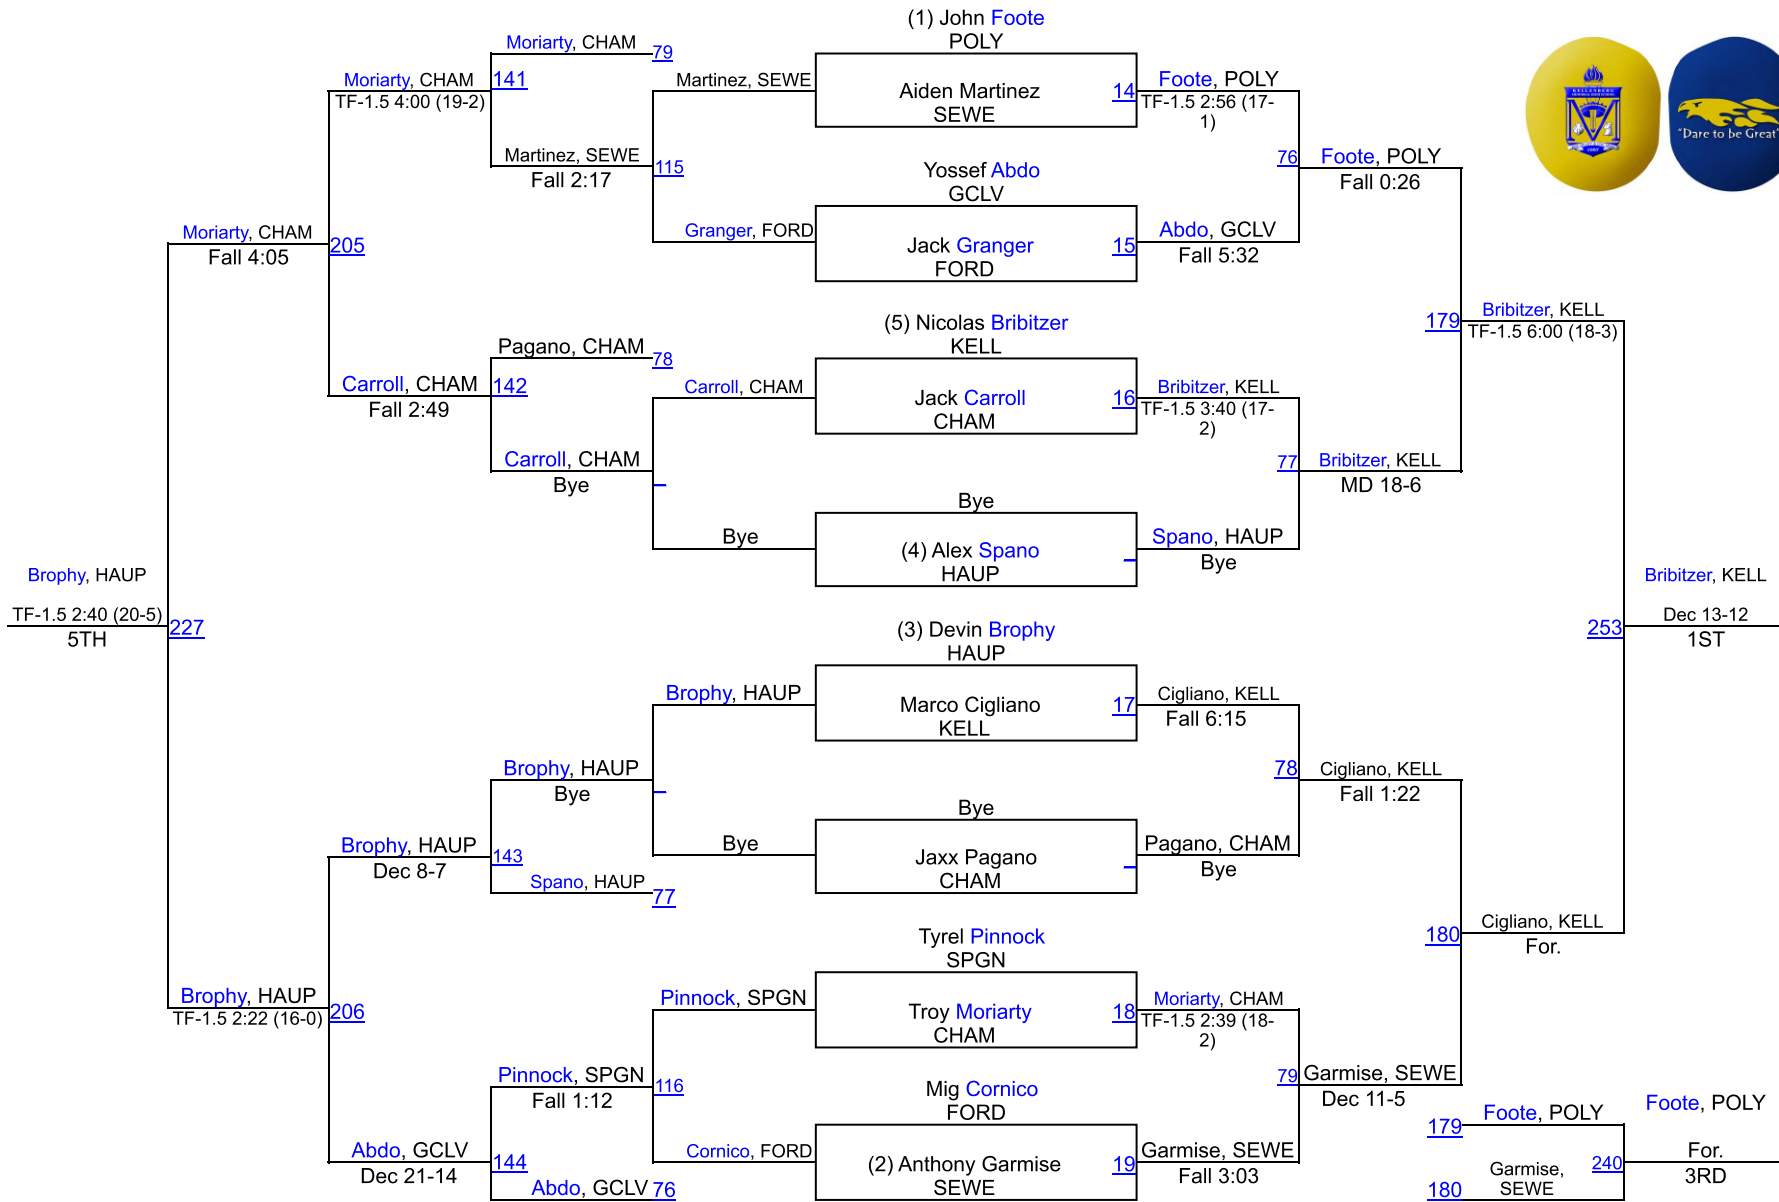 (1) John Foote
POLY
Aiden Martinez
SEWE
14
Yossef Abdo
GCLV
Jack Granger
FORD
15
(5) Nicolas Bribitzer
KELL
Jack Carroll
CHAM
16
Bye
(4) Alex Spano
HAUP
(3) Devin Brophy
HAUP
Marco Cigliano
KELL
17
Bye
Jaxx Pagano
CHAM
Tyrel Pinnock
SPGN
Troy Moriarty
CHAM
18
Mig Cornico
FORD
(2) Anthony Garmise
SEWE
19
Foote, POLY
TF-1.5 2:56 (17-
1)
Abdo, GCLV
Fall 5:32
Bribitzer, KELL
TF-1.5 3:40 (17-
2)
Spano, HAUP
Bye
Cigliano, KELL
Fall 6:15
Pagano, CHAM
Bye
Moriarty, CHAM
TF-1.5 2:39 (18-
2)
Garmise, SEWE
Fall 3:03
76
Foote, POLY
Fall 0:26
77
Bribitzer, KELL
MD 18-6
78
Cigliano, KELL
Fall 1:22
79
Garmise, SEWE
Dec 11-5
179
Bribitzer, KELL
TF-1.5 6:00 (18-3)
180
Cigliano, KELL
For.
253
Bribitzer, KELL
Dec 13-12
1ST
179
Foote, POLY
180
Garmise,
SEWE
240
Foote, POLY
For.
3RD
Martinez, SEWE
Granger, FORD
115
Martinez, SEWE
Fall 2:17
Carroll, CHAM
Bye
Carroll, CHAM
Bye
Brophy, HAUP
Bye
Brophy, HAUP
Bye
Pinnock, SPGN
Cornico, FORD
116
Pinnock, SPGN
Fall 1:12
Moriarty, CHAM
79
141
Moriarty, CHAM
TF-1.5 4:00 (19-2)
Pagano, CHAM
78
142
Carroll, CHAM
Fall 2:49
143
Brophy, HAUP
Dec 8-7
Spano, HAUP
77
144
Abdo, GCLV
Dec 21-14
Abdo, GCLV
76
205
Moriarty, CHAM
Fall 4:05
206
Brophy, HAUP
TF-1.5 2:22 (16-0)
227
Brophy, HAUP
TF-1.5 2:40 (20-5)
5TH
KELLENBERG
"Dare to be Great"